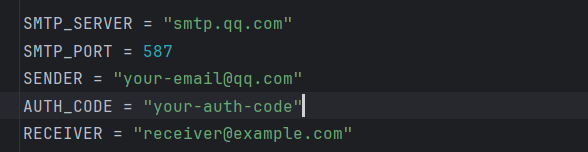 SMTP_SERVER = "smtp.qq.com"
SMTP_PORT = 587
SENDER = "your-email@qq.com"
AUTH_CODE = "your-auth-code"
RECEIVER = "receiver@example.com"